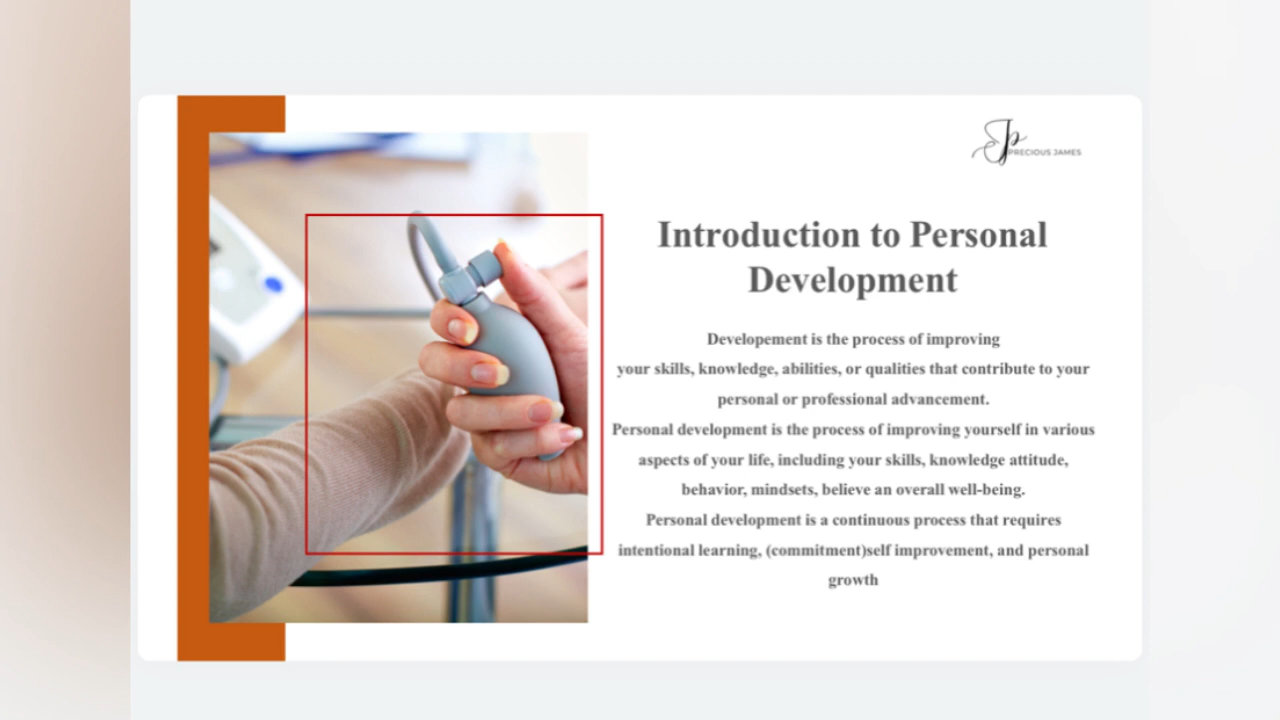 PRECIOUS JAMES
Introduction to Personal
Development
Developement is the process of improving
your skills, knowledge, abilities, or qualities that contribute to your
personal or professional advancement.
Personal development is the process of improving yourself in various
aspects of your life, including your skills, knowledge attitude,
behavior, mindsets, believe an overall well-being.
Personal development is a continuous process that requires
intentional learning, (commitment)self improvement, and personal
growth